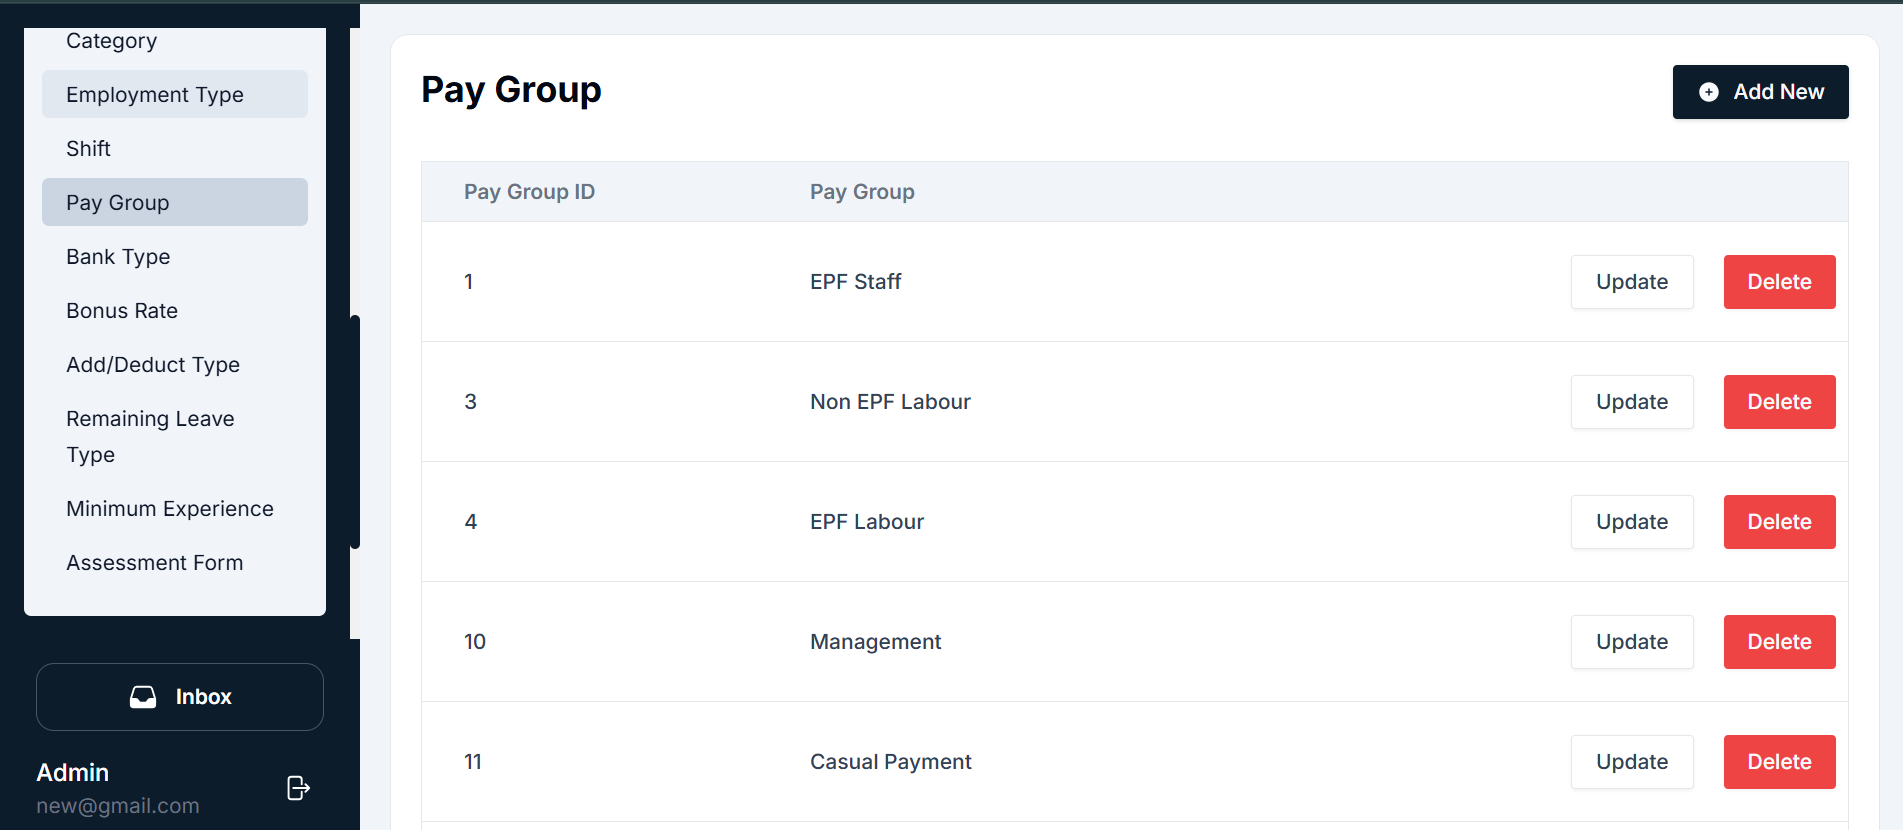 Category
Employment Type
Shift
Pay Group
Bank Type
Bonus Rate
Add/Deduct Type
Remaining Leave
Type
Minimum Experience
Assessment Form
Inbox
Admin
new@gmail.com
Pay Group
Add New
Pay Group ID Pay Group
1 EPF Staff Update Delete
3 Non EPF Labour Update Delete
4 EPF Labour Update Delete
10 Management Update Delete
11 Casual Payment Update Delete